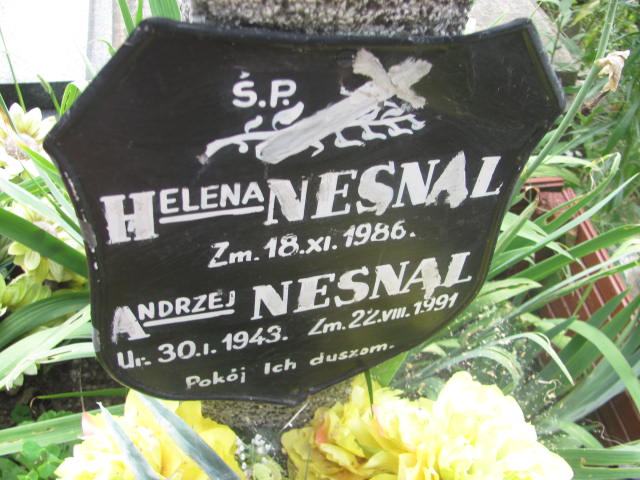 Ś.P.
HELENA NESNAL
Zm. 18.XI. 1986.
ANDRZEJ NESNAL
Ur. 30.I. 1943. Zm. 22.VIII. 1991
Pokój Ich duszom.